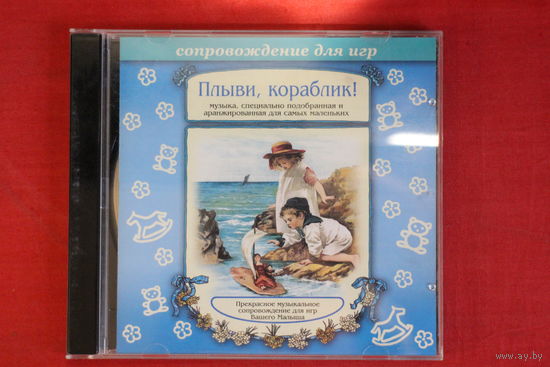 сопровождение для игр
Плыви, кораблик!
музыка, специально подобранная и
аранжированная для самых маленьких
Прекрасное музыкальное
сопровождение для игр
Вашего Малыша
www.ay.by